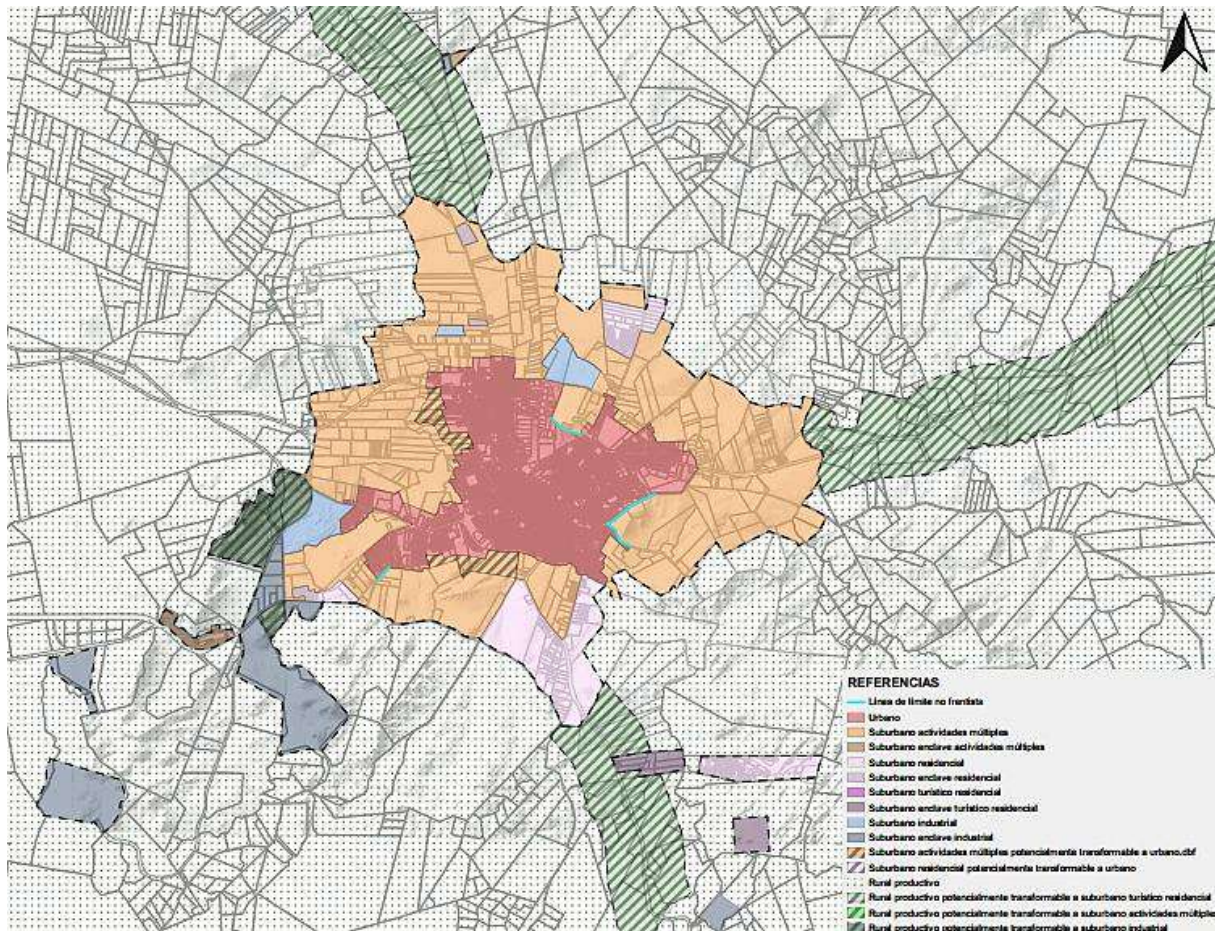 REFERENCIAS
Línea de límite no frentista
Urbano
Suburbano actividades múltiples
Suburbano enclave actividades múltiples
Suburbano residencial
Suburbano enclave residencial
Suburbano turístico residencial
Suburbano enclave turístico residencial
Suburbano industrial
Suburbano enclave industrial
Suburbano actividades múltiples potencialmente transformable a urbano.dbf
Suburbano residencial potencialmente transformable a urbano
Rural productivo
Rural productivo potencialmente transformable a suburbano turístico residencial
Rural productivo potencialmente transformable a suburbano actividades múltiples
Rural productivo potencialmente transformable a suburbano industrial